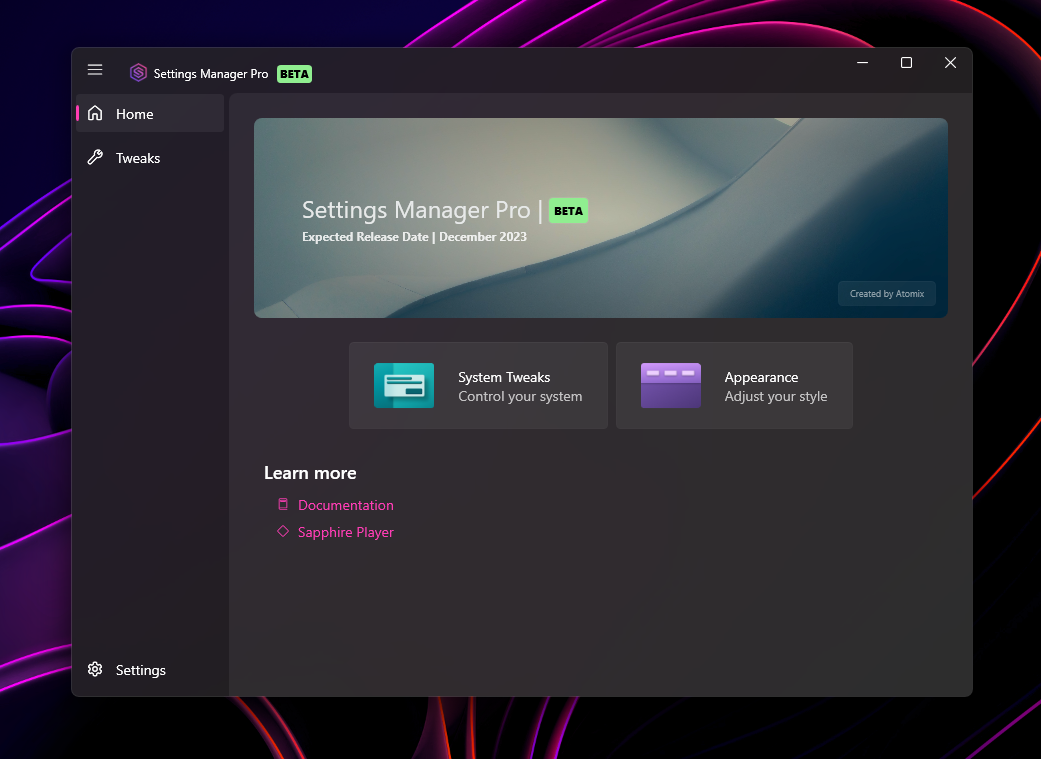 Settings Manager Pro BETA
Home
Tweaks
Settings Manager Pro | BETA
Expected Release Date | December 2023
Created by Atomix
System Tweaks
Control your system
Appearance
Adjust your style
Learn more
Documentation
Sapphire Player
Settings